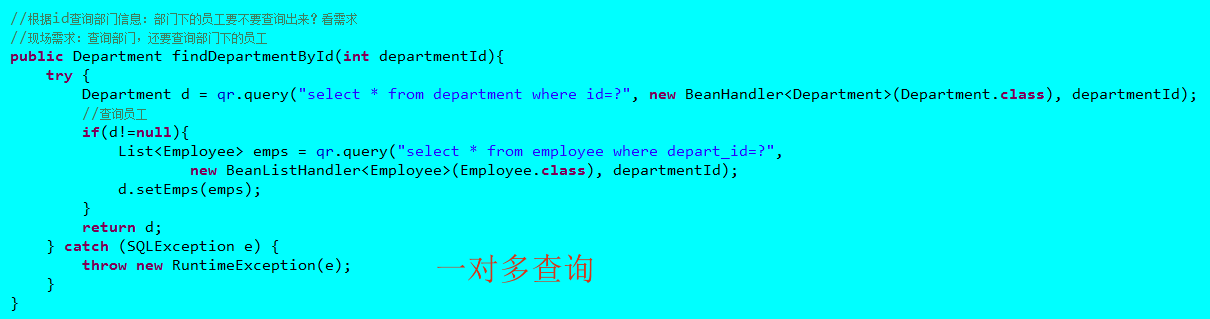 //根据id查询部门信息：部门下的员工要不要查询出来？看需求
//现场需求：查询部门，还要查询部门下的员工
public Department findDepartmentById(int departmentId){
    try {
        Department d = qr.query("select * from department where id=?", new BeanHandler<Department>(Department.class), departmentId);
        //查询员工
        if(d!=null){
            List<Employee> emps = qr.query("select * from employee where depart_id=?",
                    new BeanListHandler<Employee>(Employee.class), departmentId);
            d.setEmps(emps);
        }
        return d;
    } catch (SQLException e) {
        throw new RuntimeException(e);
一对多查询
    }
}